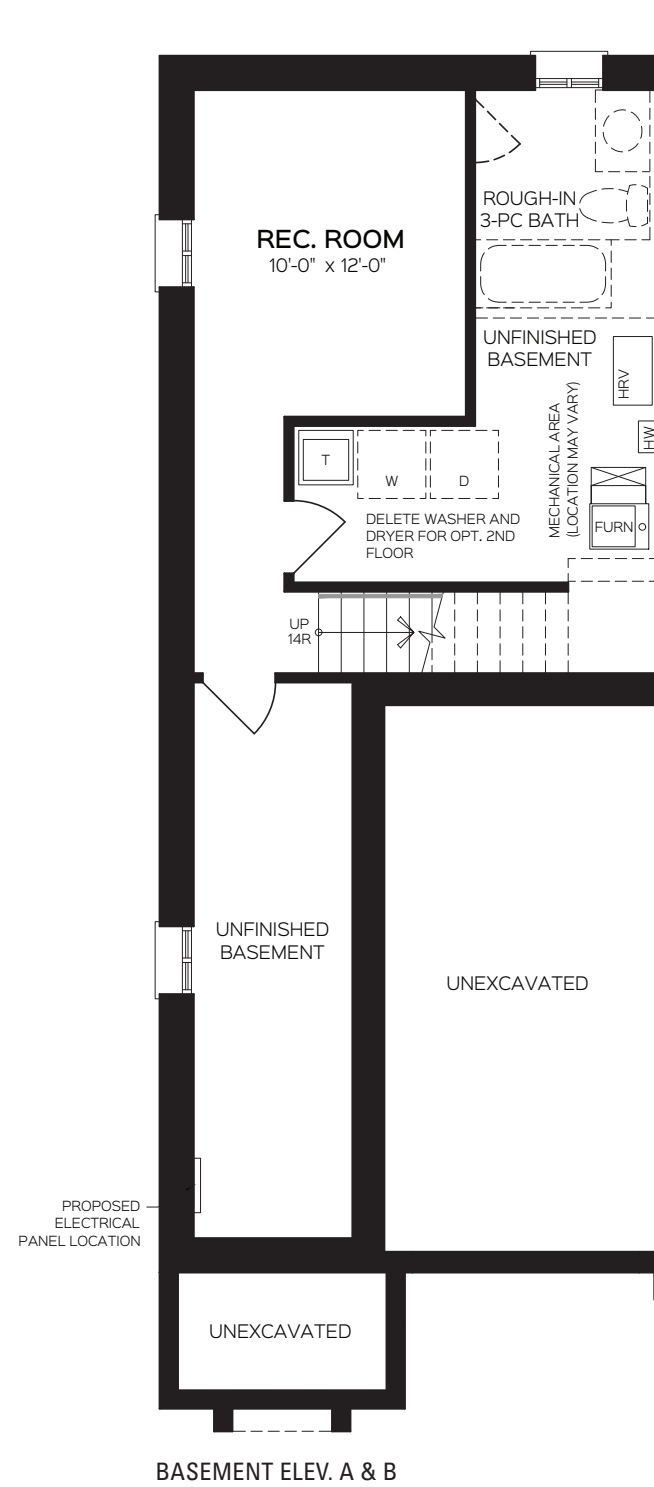 ROUGH-IN
3-PC BATH
REC. ROOM
10'-0" x 12'-0"
UNFINISHED
BASEMENT
HRV
MECHANICAL AREA
(LOCATION MAY VARY)
HW
T
W
D
DELETE WASHER AND
DRYER FOR OPT. 2ND
FLOOR
FURN
UP
14R
UNFINISHED
BASEMENT
UNEXCAVATED
PROPOSED
ELECTRICAL
PANEL LOCATION
UNEXCAVATED
BASEMENT ELEV. A & B